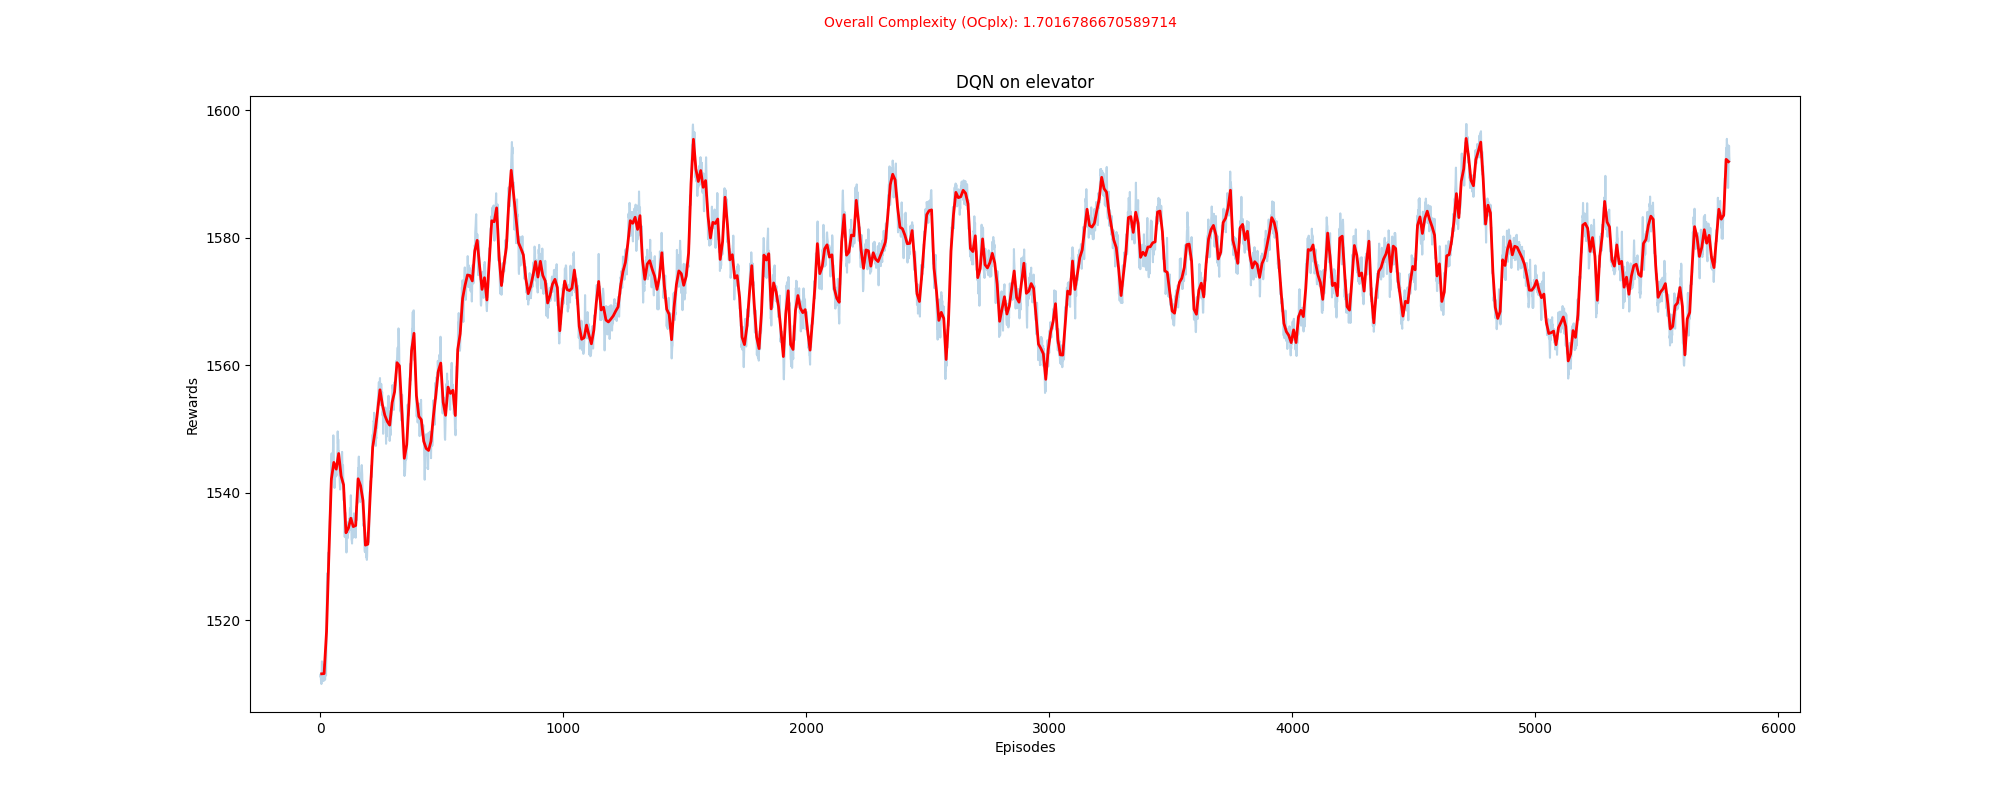 Overall Complexity (OCplx): 1.7016786670589714
DQN on elevator
1600
1580
1560
1540
1520
Rewards
0 1000 2000 3000 4000 5000 6000
Episodes